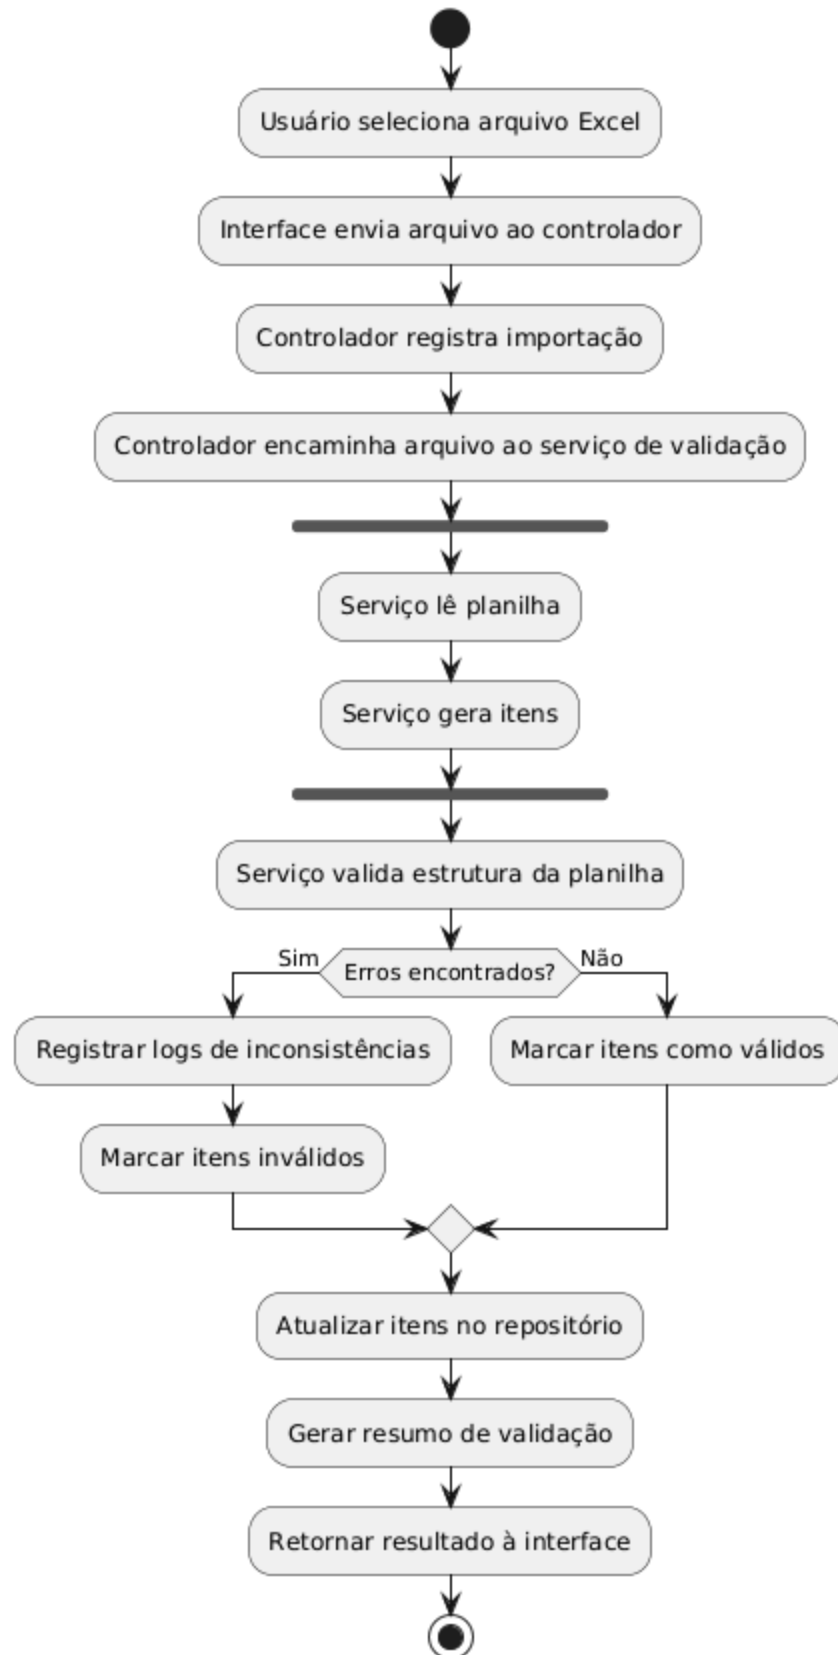 Usuário seleciona arquivo Excel
Interface envia arquivo ao controlador
Controlador registra importação
Controlador encaminha arquivo ao serviço de validação
Serviço lê planilha
Serviço gera itens
Serviço valida estrutura da planilha
Sim
Erros encontrados?
Não
Registrar logs de inconsistências
Marcar itens como válidos
Marcar itens inválidos
Atualizar itens no repositório
Gerar resumo de validação
Retornar resultado à interface